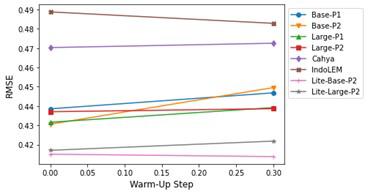 0.49
0.48
0.47
0.46
0.45
0.44
0.43
0.42
RMSE
0.00 0.05 0.10 0.15 0.20 0.25 0.30
Warm-Up Step
Base-P1
Base-P2
Large-P1
Large-P2
Cahya
IndoLEM
Lite-Base-P2
Lite-Large-P2